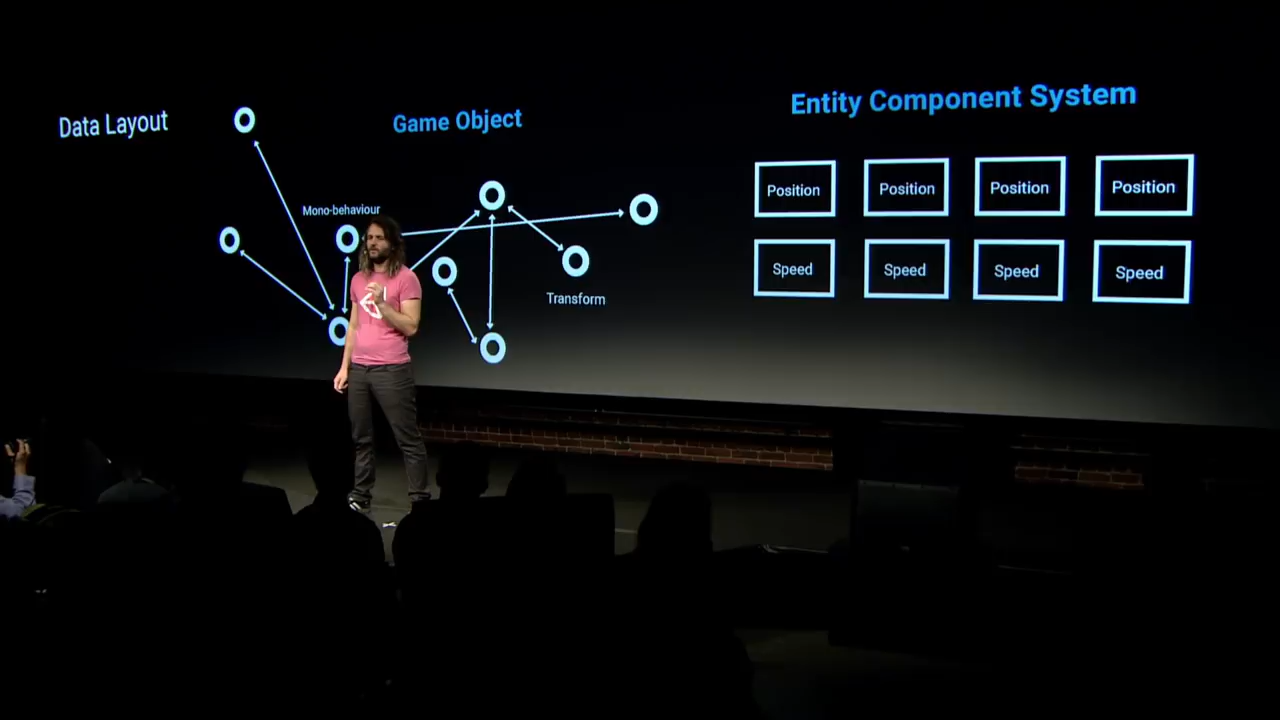 Data Layout
Game Object
Entity Component System
Mono-behaviour
Transform
Position
Position
Position
Position
Speed
Speed
Speed
Speed